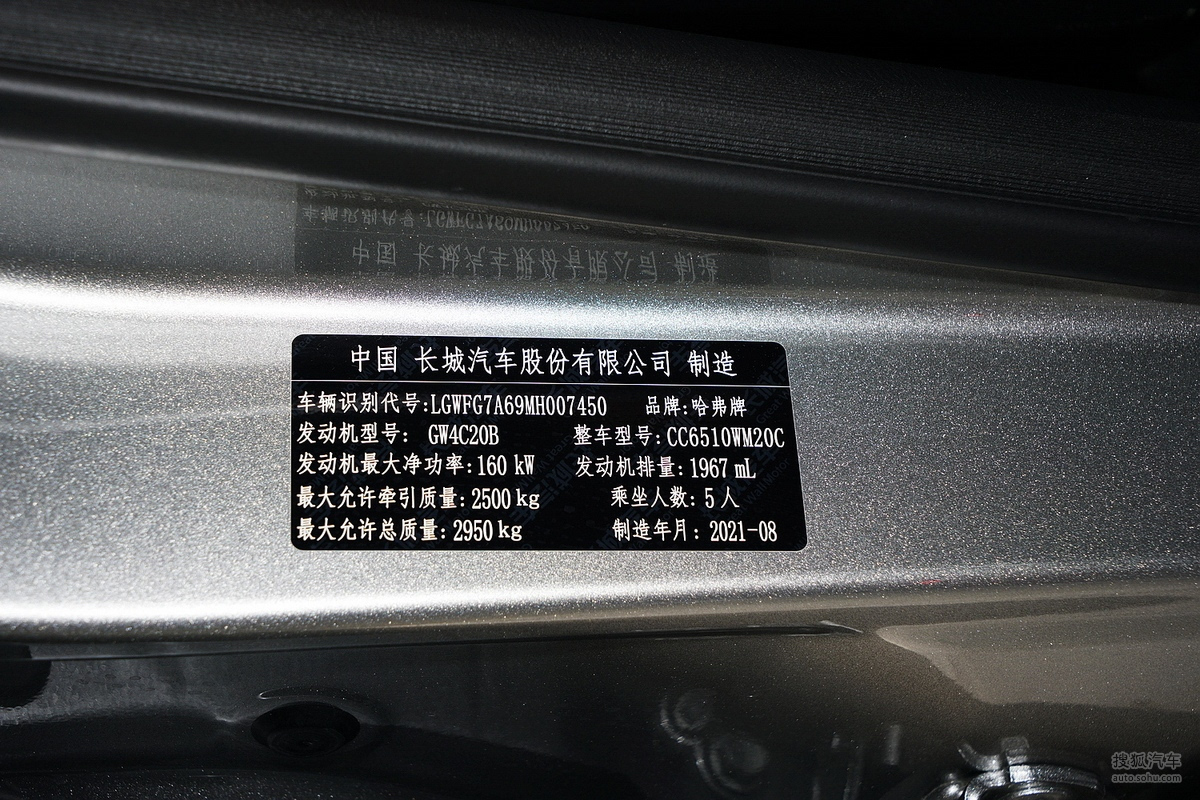 中国 长城汽车股份有限公司 制造
车辆识别代号:LGWFG7A69MH007450 品牌:哈弗牌
发动机型号: GW4C20B 整车型号:CC6510WM20C
发动机最大净功率:160 kW 发动机排量:1967 mL
最大允许牵引质量:2500 kg 乘坐人数:5 人
最大允许总质量:2950 kg 制造年月:2021-08
搜狐汽车
auto.sohu.com